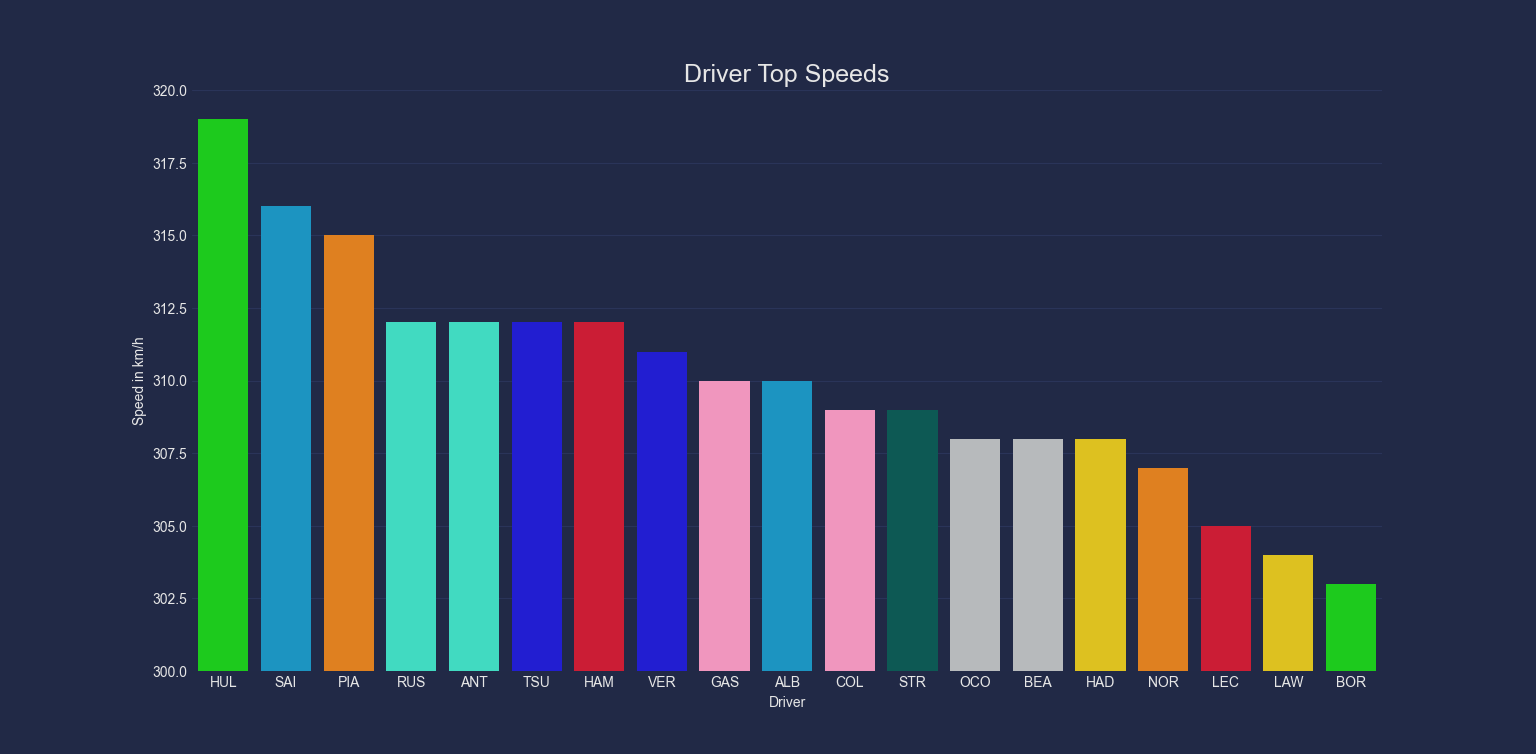 Driver Top Speeds
320.0
317.5
315.0
312.5
310.0
307.5
305.0
302.5
300.0
Speed in km/h
HUL SAI PIA RUS ANT TSU HAM VER GAS ALB COL STR OCO BEA HAD NOR LEC LAW BOR
Driver